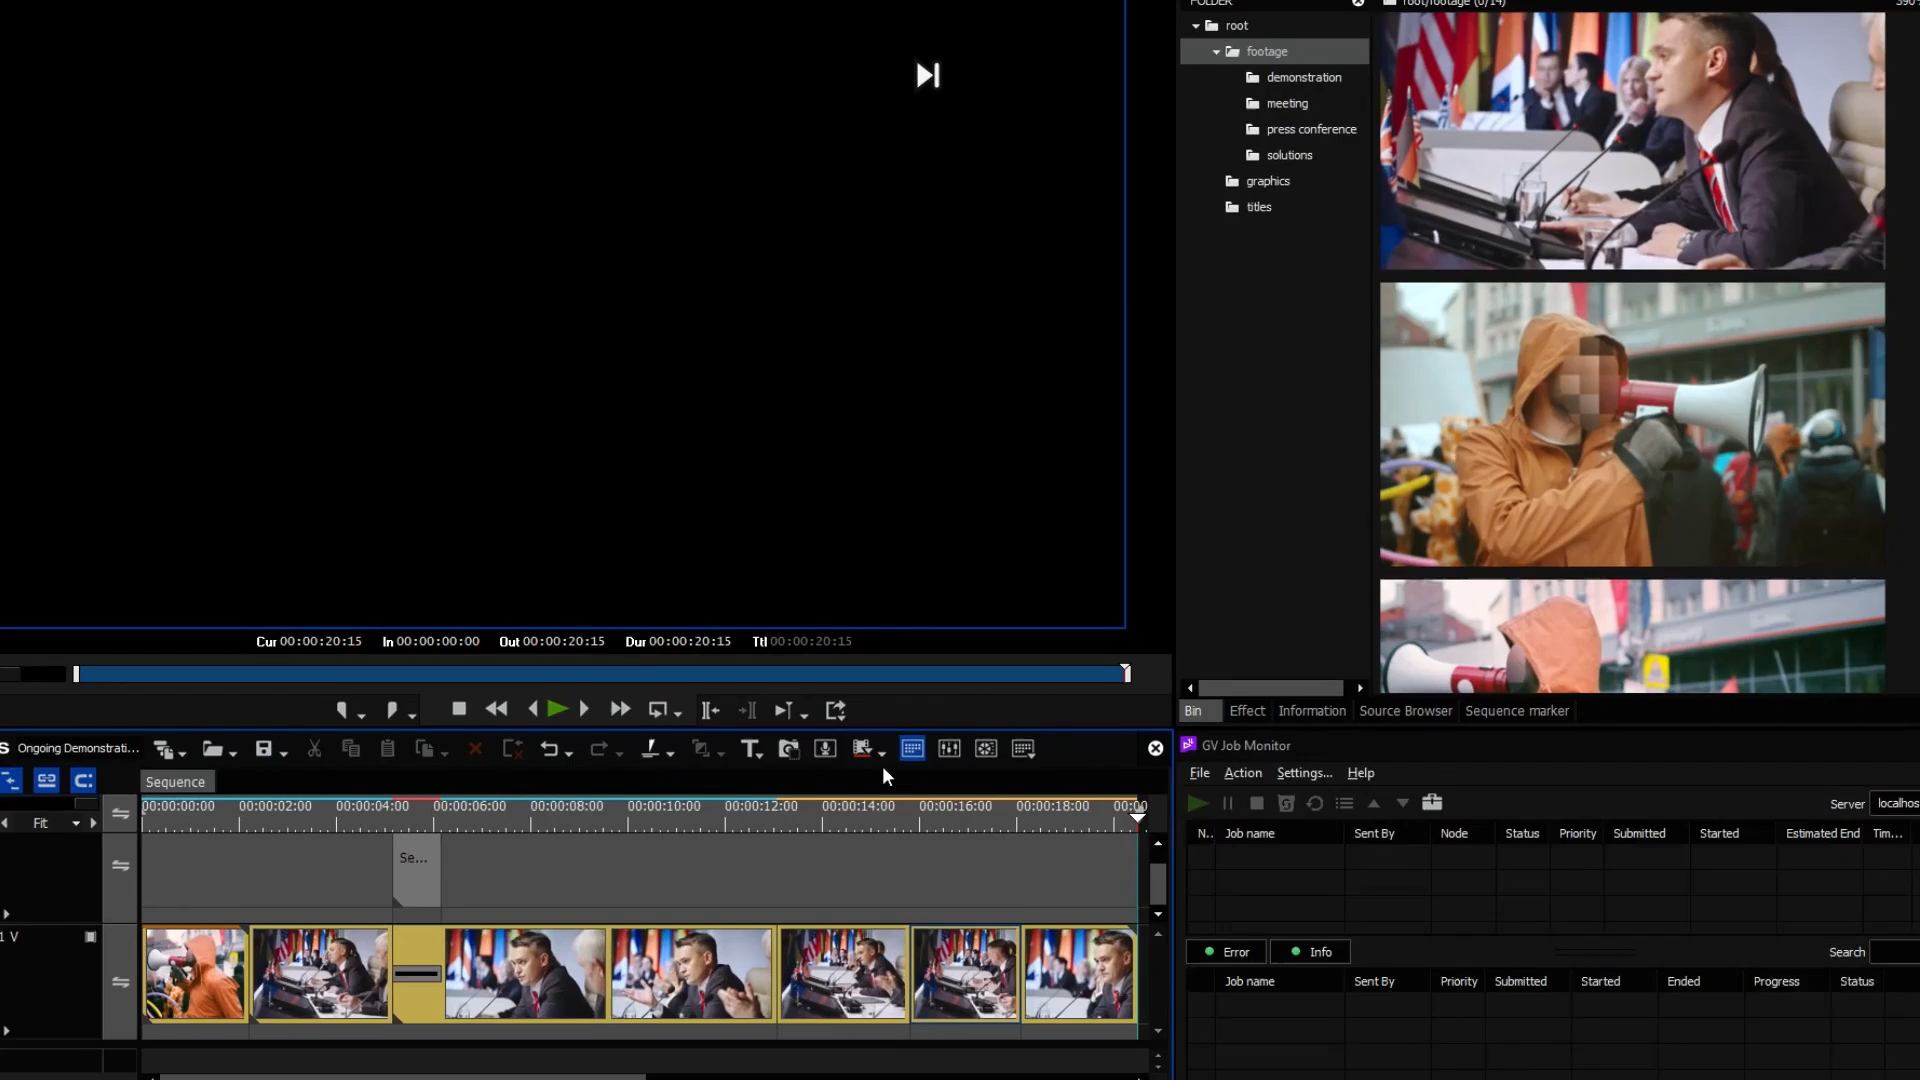 FOLDER
root/footage (0/14)
root
footage
demonstration
meeting
press conference
solutions
graphics
titles
Cur 00:00:20:15 In 00:00:00:00 Out 00:00:20:15 Dur 00:00:20:15 Ttl 00:00:20:15
Bin Effect Information Source Browser Sequence marker
S Ongoing Demonstrati...
Sequence
00:00:00:00 00:00:02:00 00:00:04:00 00:00:06:00 00:00:08:00 00:00:10:00 00:00:12:00 00:00:14:00 00:00:16:00 00:00:18:00 00:00
Fit
Se...
1 V
GV Job Monitor
File Action Settings... Help
Server localhos
N.. Job name Sent By Node Status Priority Submitted Started Estimated End Tim...
Error Info Search
Job name Sent By Priority Submitted Started Ended Progress Status